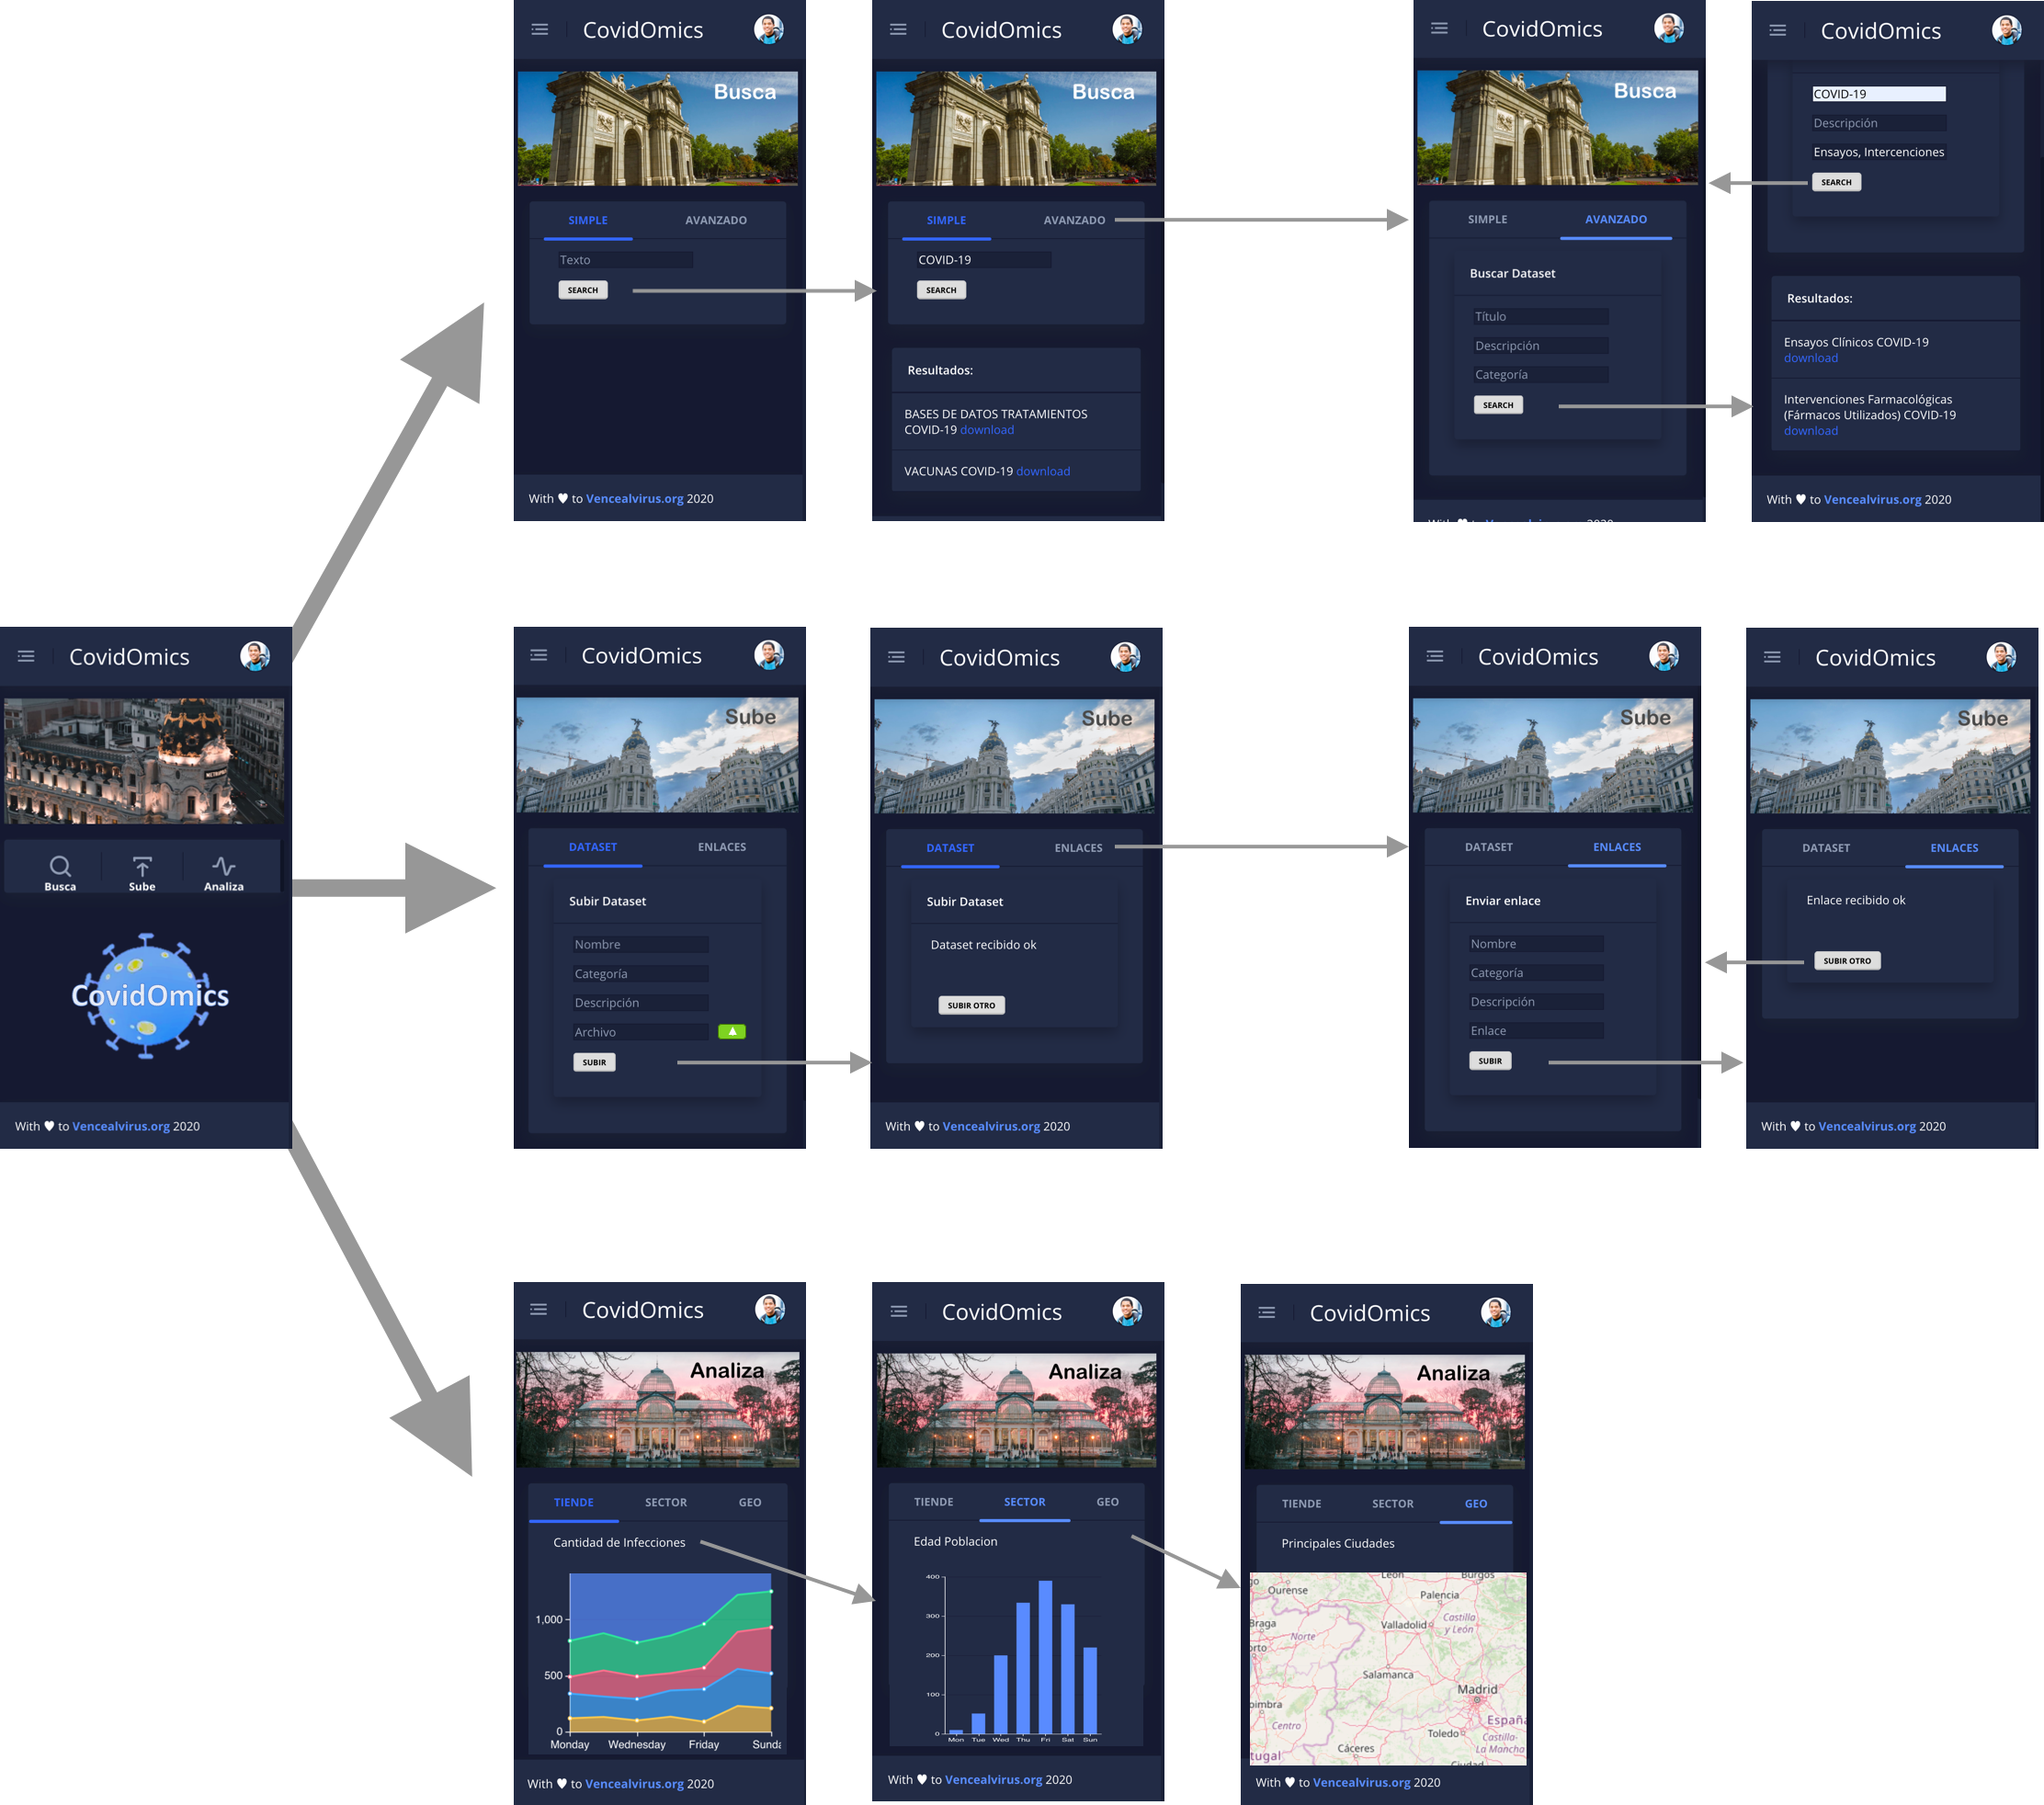 CovidOmics
Busca
SIMPLE AVANZADO
Texto
SEARCH
With ♥ to Vencealvirus.org 2020
CovidOmics
Busca
SIMPLE AVANZADO
COVID-19
SEARCH
Resultados:
BASES DE DATOS TRATAMIENTOS
COVID-19 download
VACUNAS COVID-19 download
CovidOmics
Busca
SIMPLE AVANZADO
Buscar Dataset
Título
Descripción
Categoría
SEARCH
CovidOmics
COVID-19
Descripción
Ensayos, Intercenciones
SEARCH
Resultados:
Ensayos Clínicos COVID-19
download
Intervenciones Farmacológicas
(Fármacos Utilizados) COVID-19
download
With ♥ to Vencealvirus.org 2020
CovidOmics
Busca Sube Analiza
CovidOmics
With ♥ to Vencealvirus.org 2020
CovidOmics
Sube
DATASET ENLACES
Subir Dataset
Nombre
Categoría
Descripción
Archivo
SUBIR
CovidOmics
Sube
DATASET ENLACES
Subir Dataset
Dataset recibido ok
SUBIR OTRO
With ♥ to Vencealvirus.org 2020
CovidOmics
Sube
DATASET ENLACES
Enviar enlace
Nombre
Categoría
Descripción
Enlace
SUBIR
CovidOmics
Sube
DATASET ENLACES
Enlace recibido ok
SUBIR OTRO
With ♥ to Vencealvirus.org 2020
CovidOmics
Analiza
TIENDE SECTOR GEO
Cantidad de Infecciones
1,000
500
0
Monday Wednesday Friday Sunda
With ♥ to Vencealvirus.org 2020
CovidOmics
Analiza
TIENDE SECTOR GEO
Edad Poblacion
400
300
200
100
0
Mon Tue Wed Thu Fri Sat Sun
With ♥ to Vencealvirus.org 2020
CovidOmics
Analiza
TIENDE SECTOR GEO
Principales Ciudades
León Burgos
Ourense
Palencia
Braga
Valladolid
Castilla
y León
Norte
Salamanca
Madrid
Centro
España
Toledo
Castilla-
La Mancha
Cáceres
Ciudad
With ♥ to Vencealvirus.org 2020